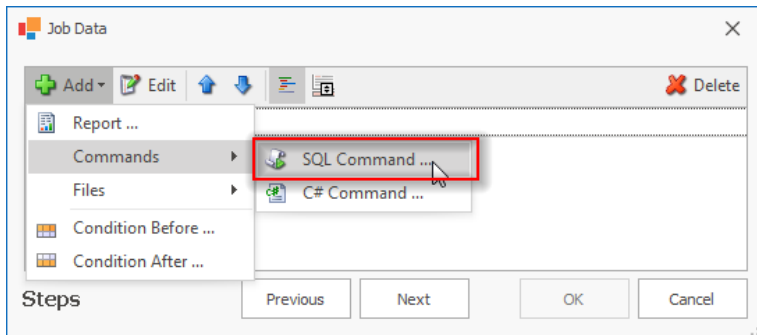 Job Data
Add Edit Delete
Report ...
Commands SQL Command ...
Files C# Command ...
Condition Before ...
Condition After ...
Steps Previous Next OK Cancel